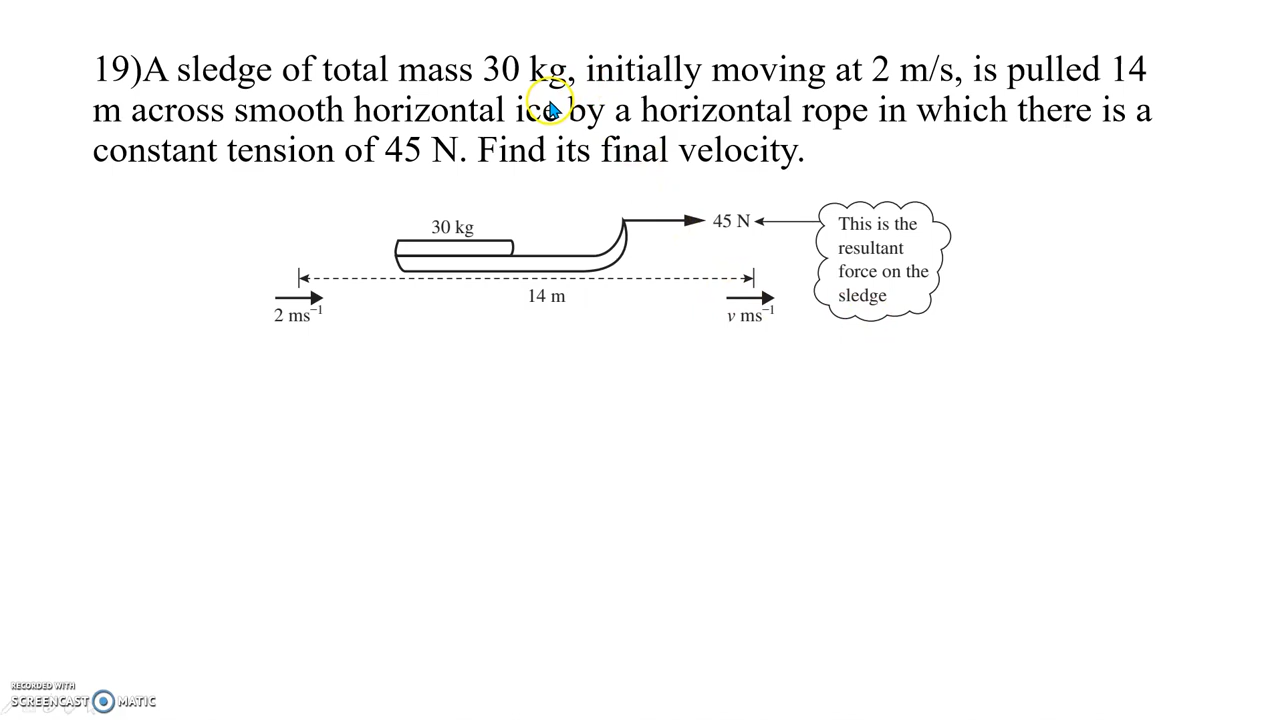 19)A sledge of total mass 30 kg, initially moving at 2 m/s, is pulled 14
m across smooth horizontal ice by a horizontal rope in which there is a
constant tension of 45 N. Find its final velocity.
30 kg
45 N
This is the
resultant
force on the
sledge
14 m
2 ms⁻¹
v ms⁻¹
RECORDED WITH
SCREENCAST MATIC